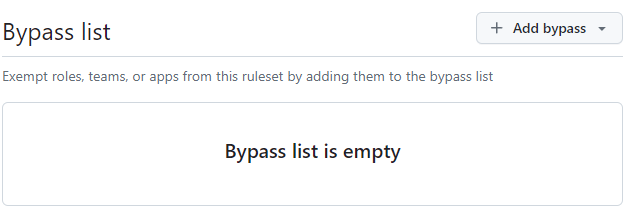 Bypass list
Add bypass
Exempt roles, teams, or apps from this ruleset by adding them to the bypass list
Bypass list is empty